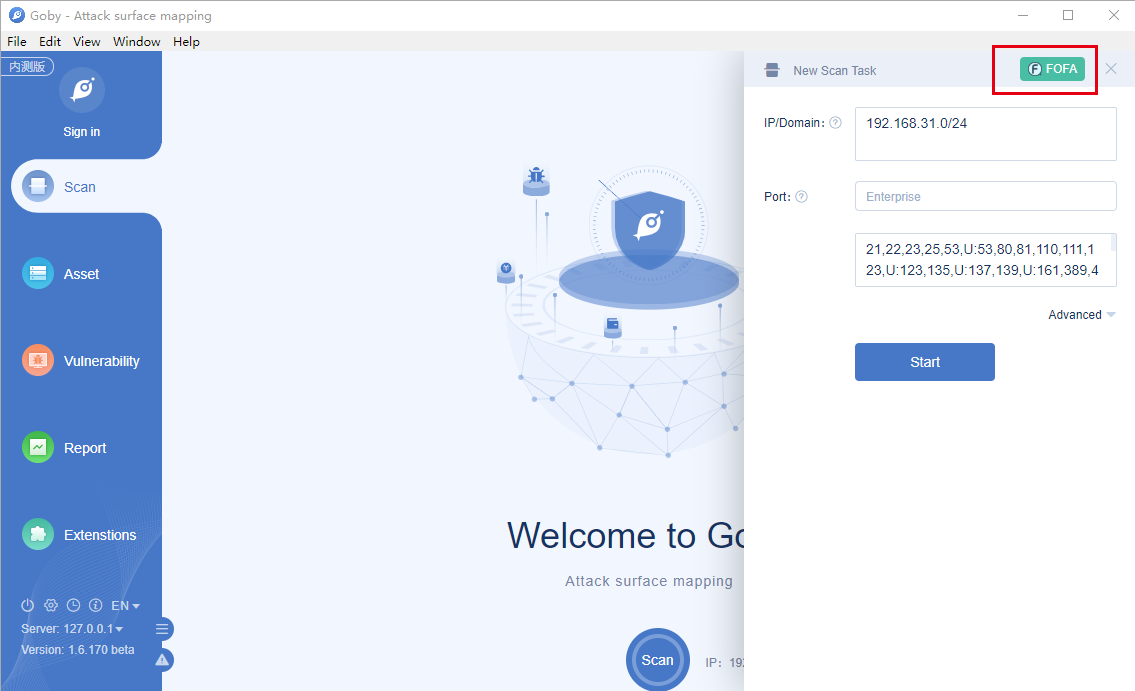 Goby - Attack surface mapping
File Edit View Window Help
内测版
Sign in
Scan
Asset
Vulnerability
Report
Extenstions
EN
Server: 127.0.0.1
Version: 1.6.170 beta
Welcome to Go
Attack surface mapping
Scan
IP: 192
New Scan Task
FOFA
IP/Domain:
192.168.31.0/24
Port:
Enterprise
21,22,23,25,53,U:53,80,81,110,111,1
23,U:123,135,U:137,139,U:161,389,4
Advanced
Start